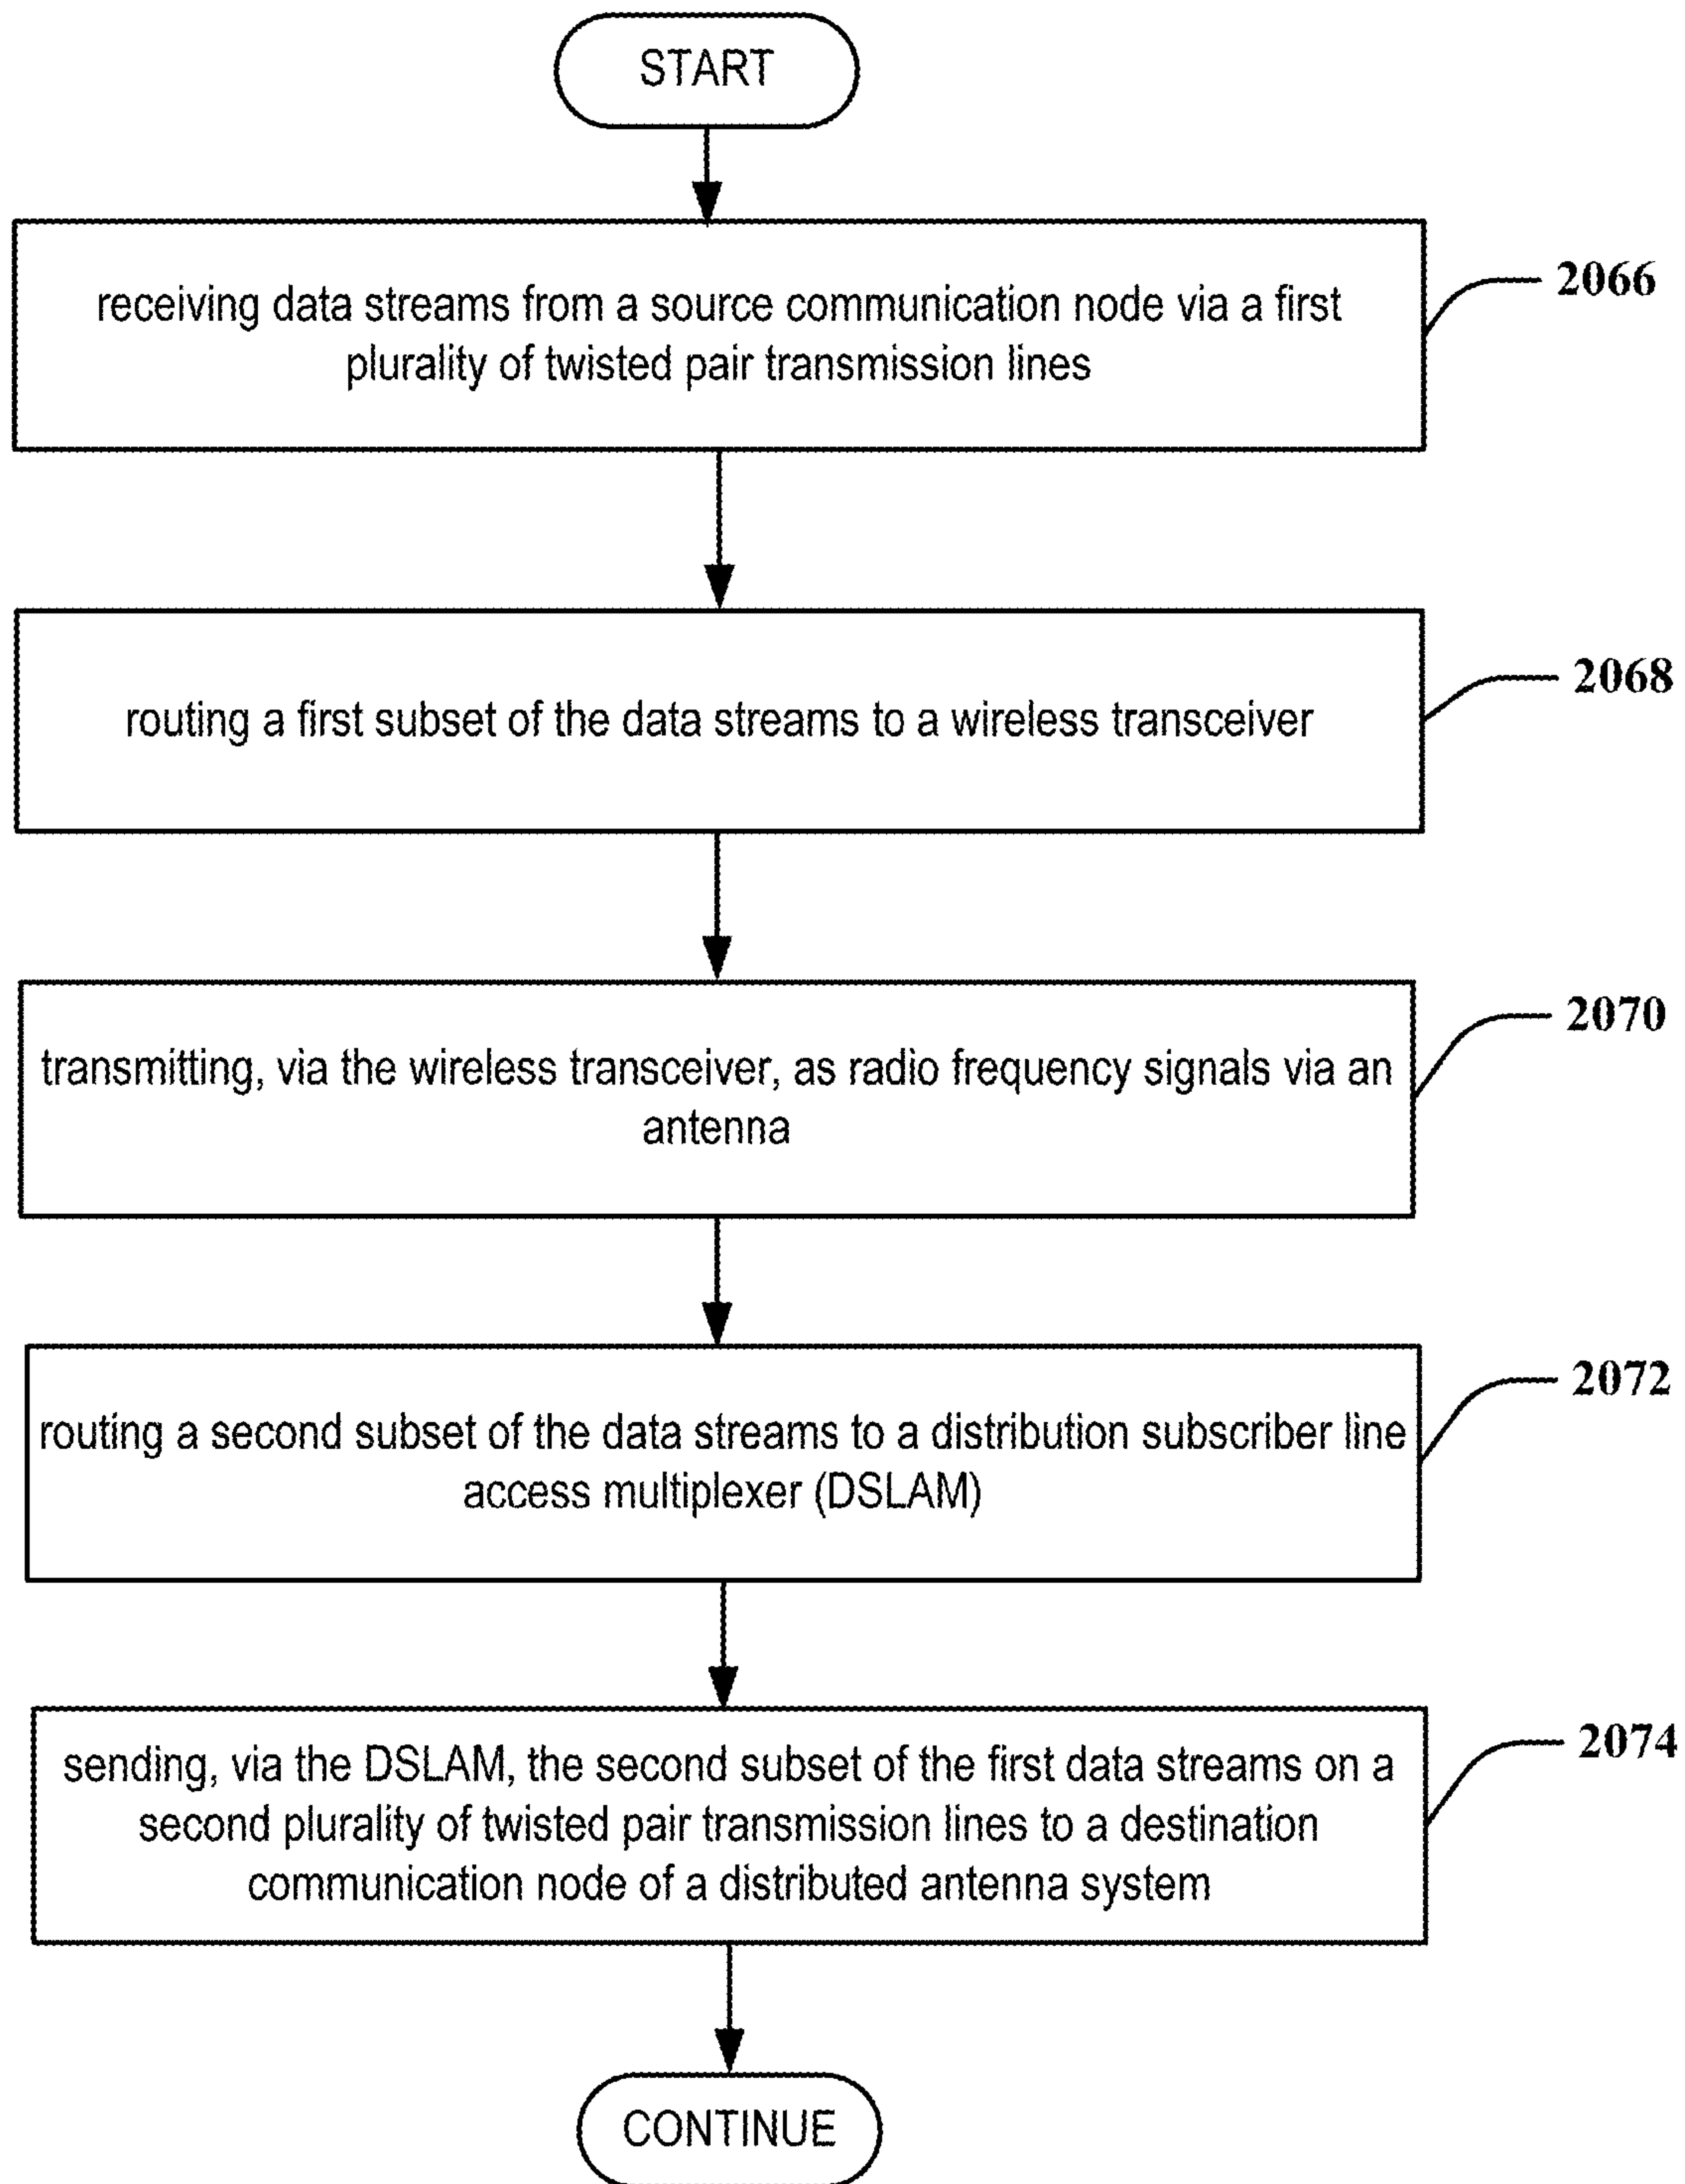 START
receiving data streams from a source communication node via a first
plurality of twisted pair transmission lines
2066
routing a first subset of the data streams to a wireless transceiver
2068
transmitting, via the wireless transceiver, as radio frequency signals via an
antenna
2070
routing a second subset of the data streams to a distribution subscriber line
access multiplexer (DSLAM)
2072
sending, via the DSLAM, the second subset of the first data streams on a
second plurality of twisted pair transmission lines to a destination
communication node of a distributed antenna system
2074
CONTINUE